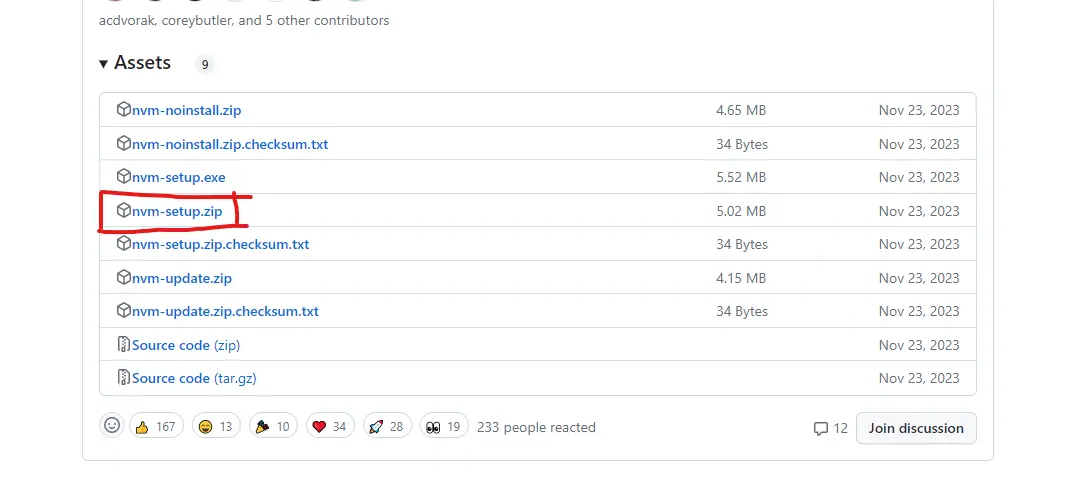 acdvorak, coreybutler, and 5 other contributors
Assets 9
nvm-noinstall.zip 4.65 MB Nov 23, 2023
nvm-noinstall.zip.checksum.txt 34 Bytes Nov 23, 2023
nvm-setup.exe 5.52 MB Nov 23, 2023
nvm-setup.zip 5.02 MB Nov 23, 2023
nvm-setup.zip.checksum.txt 34 Bytes Nov 23, 2023
nvm-update.zip 4.15 MB Nov 23, 2023
nvm-update.zip.checksum.txt 34 Bytes Nov 23, 2023
Source code (zip) Nov 23, 2023
Source code (tar.gz) Nov 23, 2023
167 13 10 34 28 19 233 people reacted 12 Join discussion